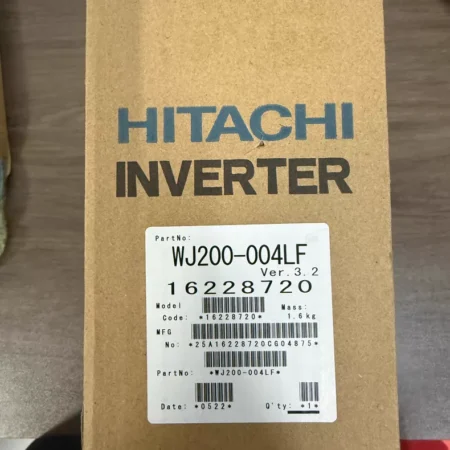 HITACHI
INVERTER
PartNo:
WJ200-004LF
Ver.3.2
16228720
Model Mass:
Code: *16228720* 1.6kg
MFG
No: *25A16228720CG04875*
PartNo: *WJ200-004LF*
Date: *0522* Q'ty: *1*